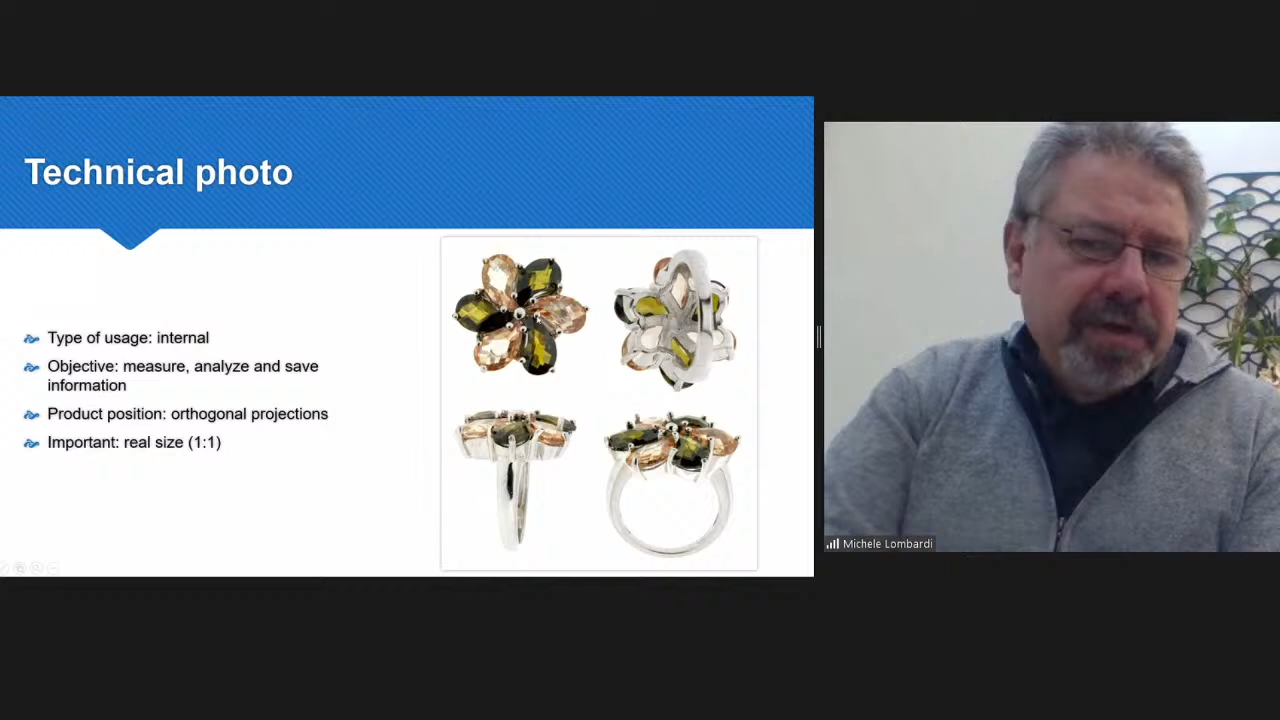 Technical photo
Type of usage: internal
Objective: measure, analyze and save
information
Product position: orthogonal projections
Important: real size (1:1)
Michele Lombardi